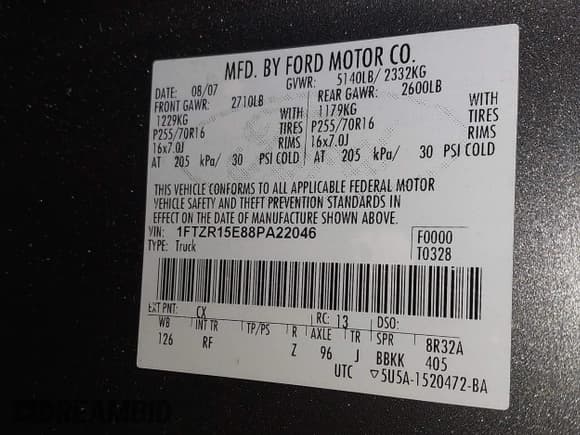 MFD. BY FORD MOTOR CO.
DATE: 08/07 GVWR: 5140LB/ 2332KG
FRONT GAWR: 2710LB REAR GAWR: 2600LB
1229KG WITH 1179KG WITH
P255/70R16 TIRES P255/70R16 TIRES
16x7.0J RIMS 16x7.0J RIMS
AT 205 kPa/ 30 PSI COLD AT 205 kPa/ 30 PSI COLD
THIS VEHICLE CONFORMS TO ALL APPLICABLE FEDERAL MOTOR
VEHICLE SAFETY AND THEFT PREVENTION STANDARDS IN
EFFECT ON THE DATE OF MANUFACTURE SHOWN ABOVE.
VIN: 1FTZR15E88PA22046 F0000
TYPE: Truck T0328
EXT PNT: CX RC: 13 DSO:
WB INT TR TP/PS R AXLE TR SPR 8R32A
126 RF Z 96 J BBKK 405
UTC ▽5U5A-1520472-BA
DREAMBID